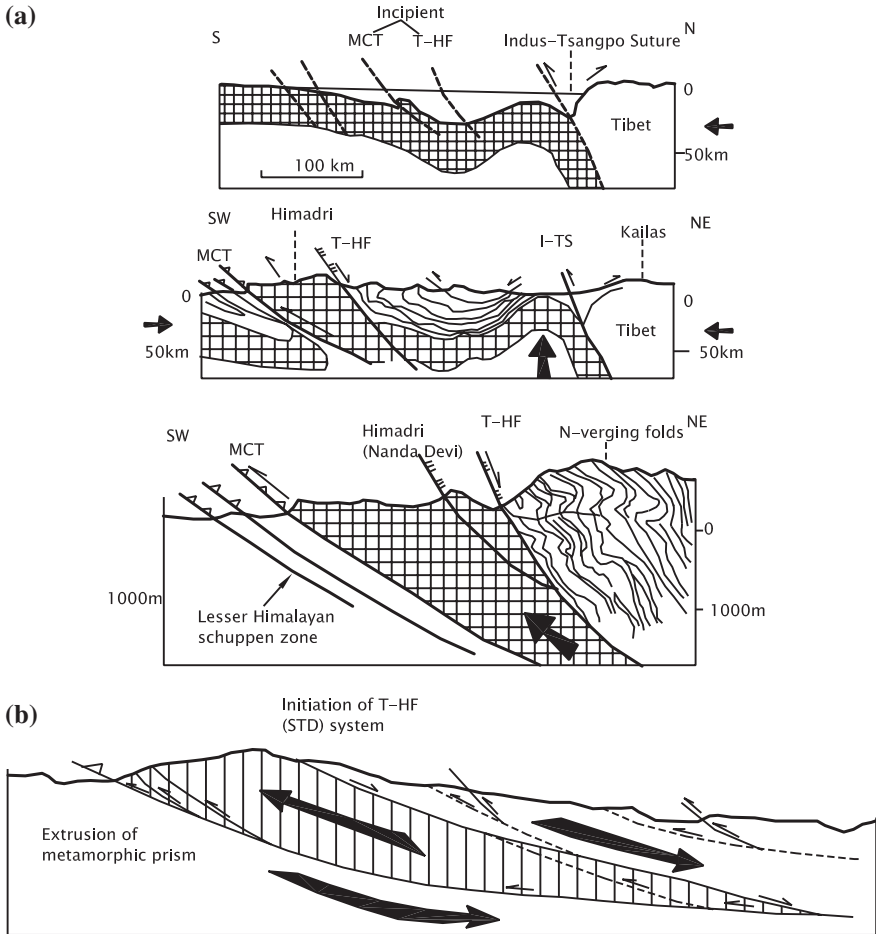 (a)
Incipient
S
MCT T–HF
Indus–Tsangpo Suture
N
0
Tibet
50km
100 km
SW
Himadri
T–HF
I–TS
Kailas
NE
MCT
0
0
Tibet
50km
50km
SW
MCT
Himadri
(Nanda Devi)
T–HF
N–verging folds
NE
0
1000m
1000m
Lesser Himalayan
schuppen zone
(b)
Initiation of T–HF
(STD) system
Extrusion of
metamorphic prism